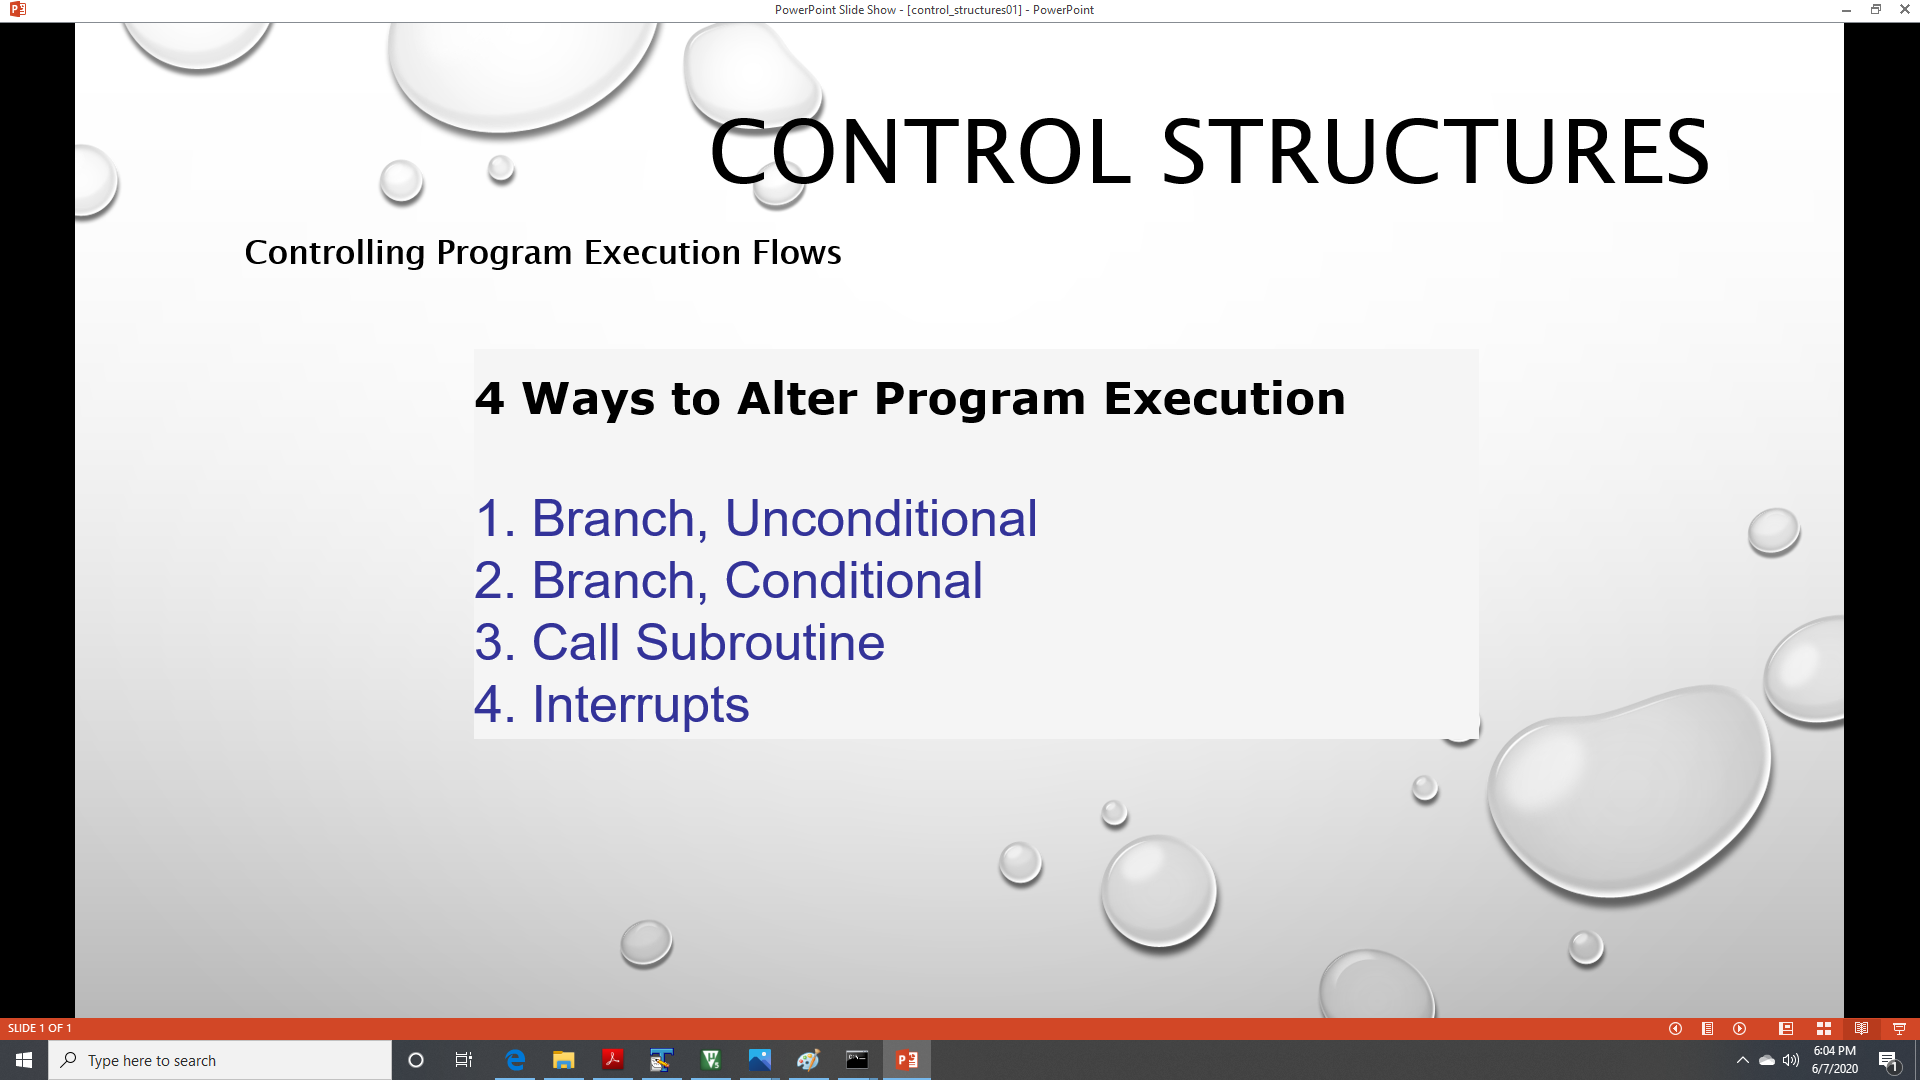 PowerPoint Slide Show - [control_structures01] - PowerPoint
CONTROL STRUCTURES
Controlling Program Execution Flows
4 Ways to Alter Program Execution
1. Branch, Unconditional
2. Branch, Conditional
3. Call Subroutine
4. Interrupts
SLIDE 1 OF 1
Type here to search
6:04 PM
6/7/2020
1